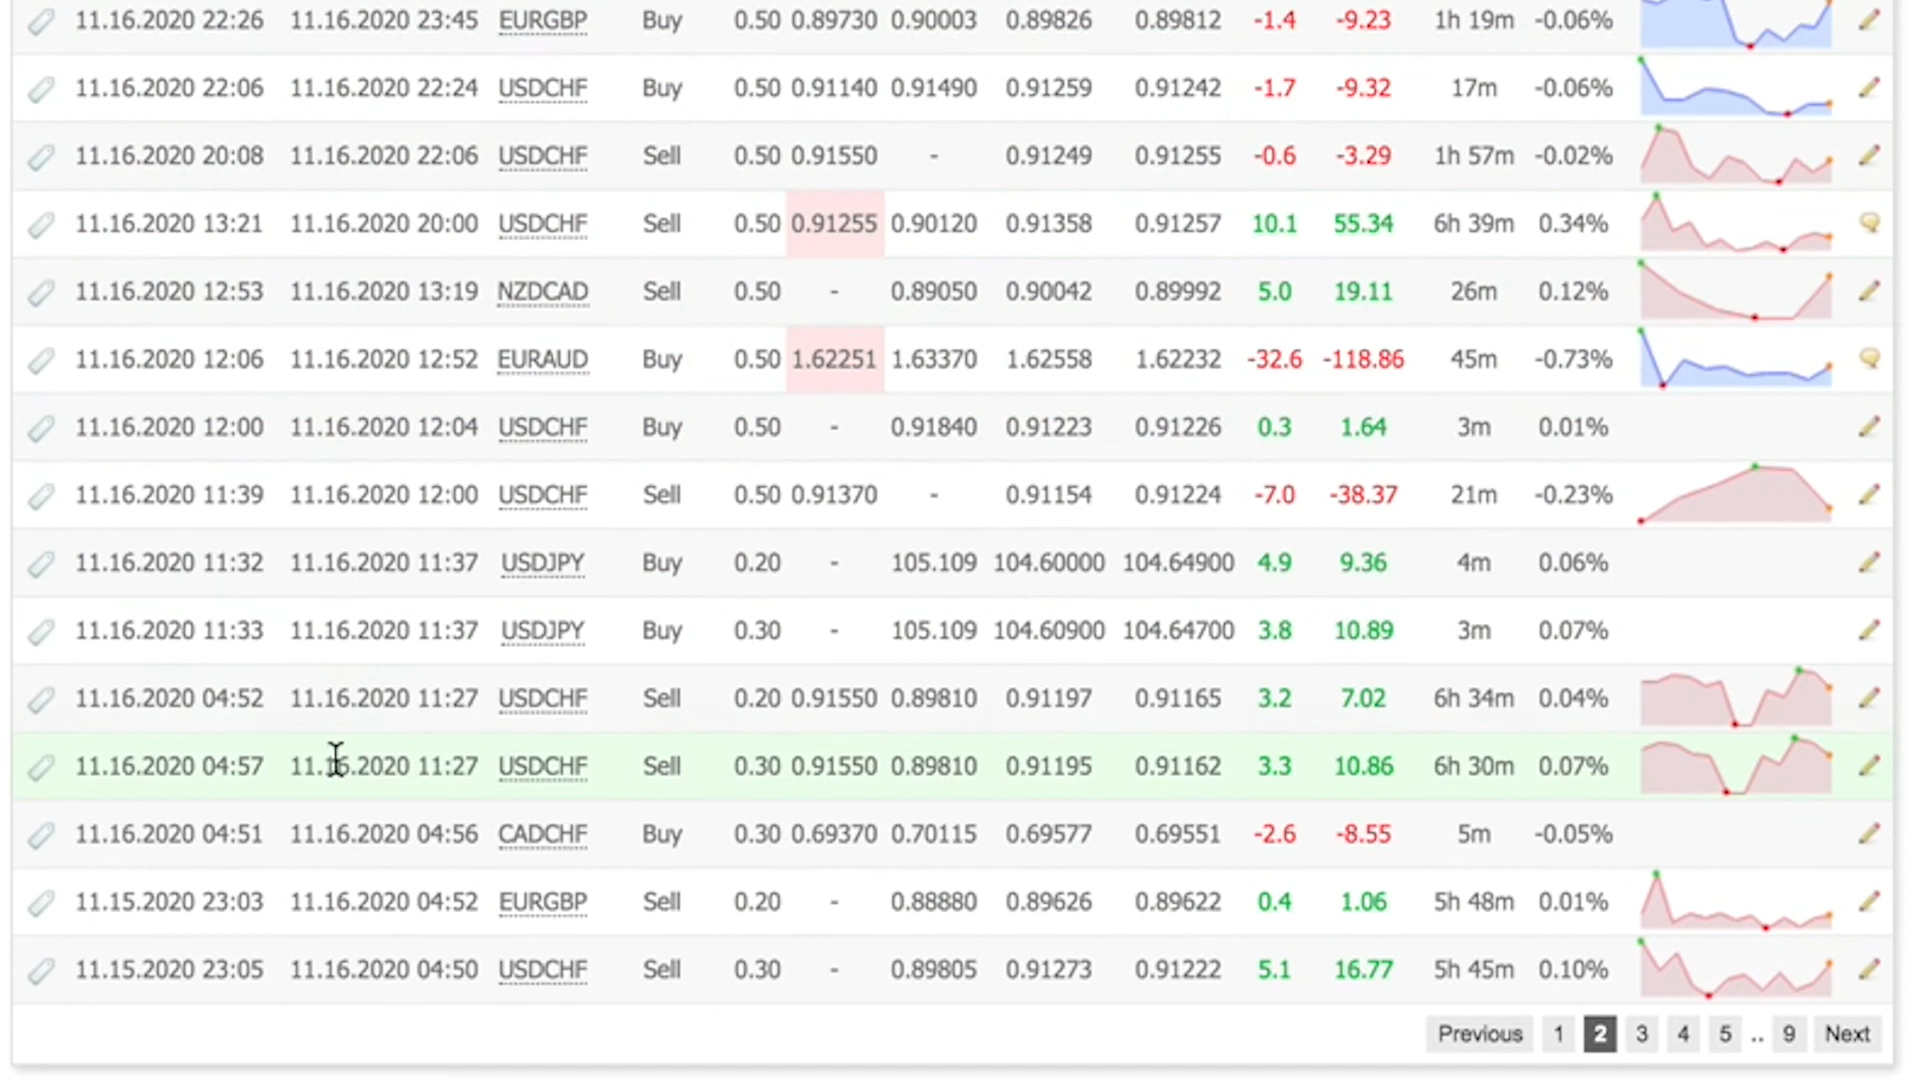 11.16.2020 22:26 11.16.2020 23:45 EURGBP Buy 0.50 0.89730 0.90003 0.89826 0.89812 -1.4 -9.23 1h 19m -0.06%
11.16.2020 22:06 11.16.2020 22:24 USDCHF Buy 0.50 0.91140 0.91490 0.91259 0.91242 -1.7 -9.32 17m -0.06%
11.16.2020 20:08 11.16.2020 22:06 USDCHF Sell 0.50 0.91550 - 0.91249 0.91255 -0.6 -3.29 1h 57m -0.02%
11.16.2020 13:21 11.16.2020 20:00 USDCHF Sell 0.50 0.91255 0.90120 0.91358 0.91257 10.1 55.34 6h 39m 0.34%
11.16.2020 12:53 11.16.2020 13:19 NZDCAD Sell 0.50 - 0.89050 0.90042 0.89992 5.0 19.11 26m 0.12%
11.16.2020 12:06 11.16.2020 12:52 EURAUD Buy 0.50 1.62251 1.63370 1.62558 1.62232 -32.6 -118.86 45m -0.73%
11.16.2020 12:00 11.16.2020 12:04 USDCHF Buy 0.50 - 0.91840 0.91223 0.91226 0.3 1.64 3m 0.01%
11.16.2020 11:39 11.16.2020 12:00 USDCHF Sell 0.50 0.91370 - 0.91154 0.91224 -7.0 -38.37 21m -0.23%
11.16.2020 11:32 11.16.2020 11:37 USDJPY Buy 0.20 - 105.109 104.60000 104.64900 4.9 9.36 4m 0.06%
11.16.2020 11:33 11.16.2020 11:37 USDJPY Buy 0.30 - 105.109 104.60900 104.64700 3.8 10.89 3m 0.07%
11.16.2020 04:52 11.16.2020 11:27 USDCHF Sell 0.20 0.91550 0.89810 0.91197 0.91165 3.2 7.02 6h 34m 0.04%
11.16.2020 04:57 11.16.2020 11:27 USDCHF Sell 0.30 0.91550 0.89810 0.91195 0.91162 3.3 10.86 6h 30m 0.07%
11.16.2020 04:51 11.16.2020 04:56 CADCHF Buy 0.30 0.69370 0.70115 0.69577 0.69551 -2.6 -8.55 5m -0.05%
11.15.2020 23:03 11.16.2020 04:52 EURGBP Sell 0.20 - 0.88880 0.89626 0.89622 0.4 1.06 5h 48m 0.01%
11.15.2020 23:05 11.16.2020 04:50 USDCHF Sell 0.30 - 0.89805 0.91273 0.91222 5.1 16.77 5h 45m 0.10%
Previous 1 2 3 4 5 .. 9 Next